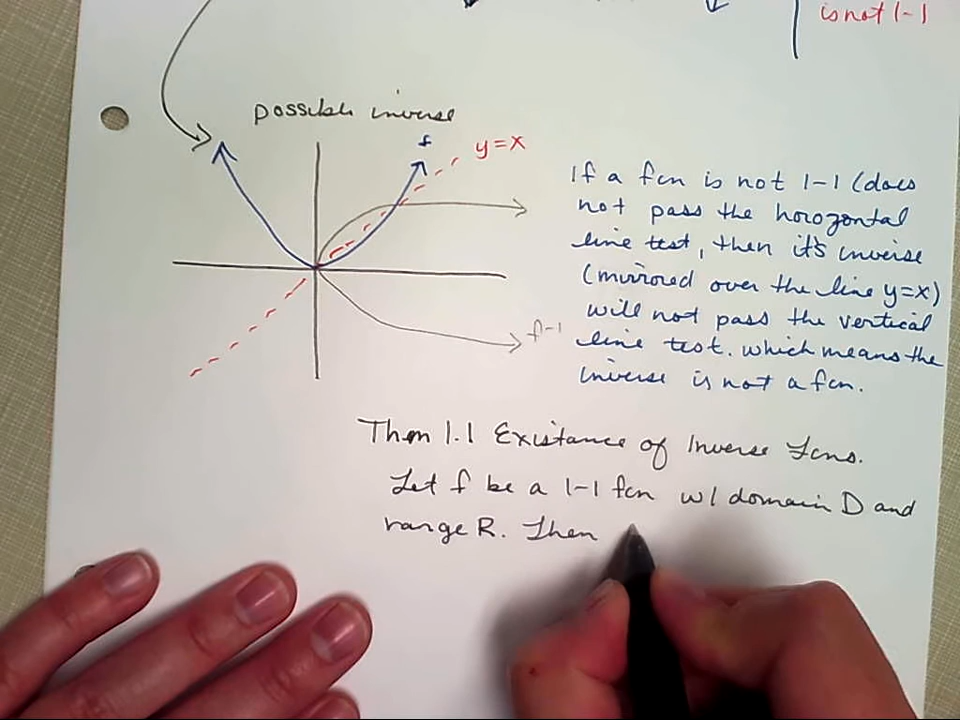 is not 1-1
possible inverse
f
y=x
f-1
If a fcn is not 1-1 (does
not pass the horozontal
line test, then it's inverse
(mirrored over the line y=x)
will not pass the vertical
line test. which means the
inverse is not a fcn.
Thm 1.1 Existance of Inverse Fcns.
Let f be a 1-1 fcn w/ domain D and
range R. Then